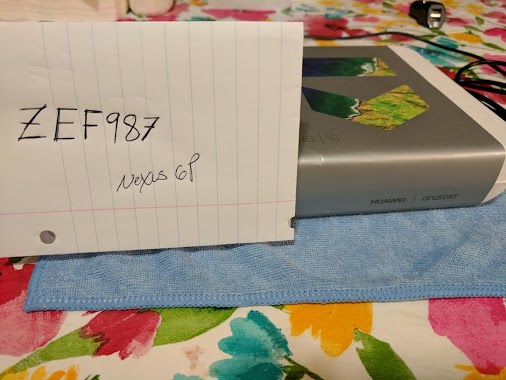 ZEF987
Nexus 6P
HUAWEI | android